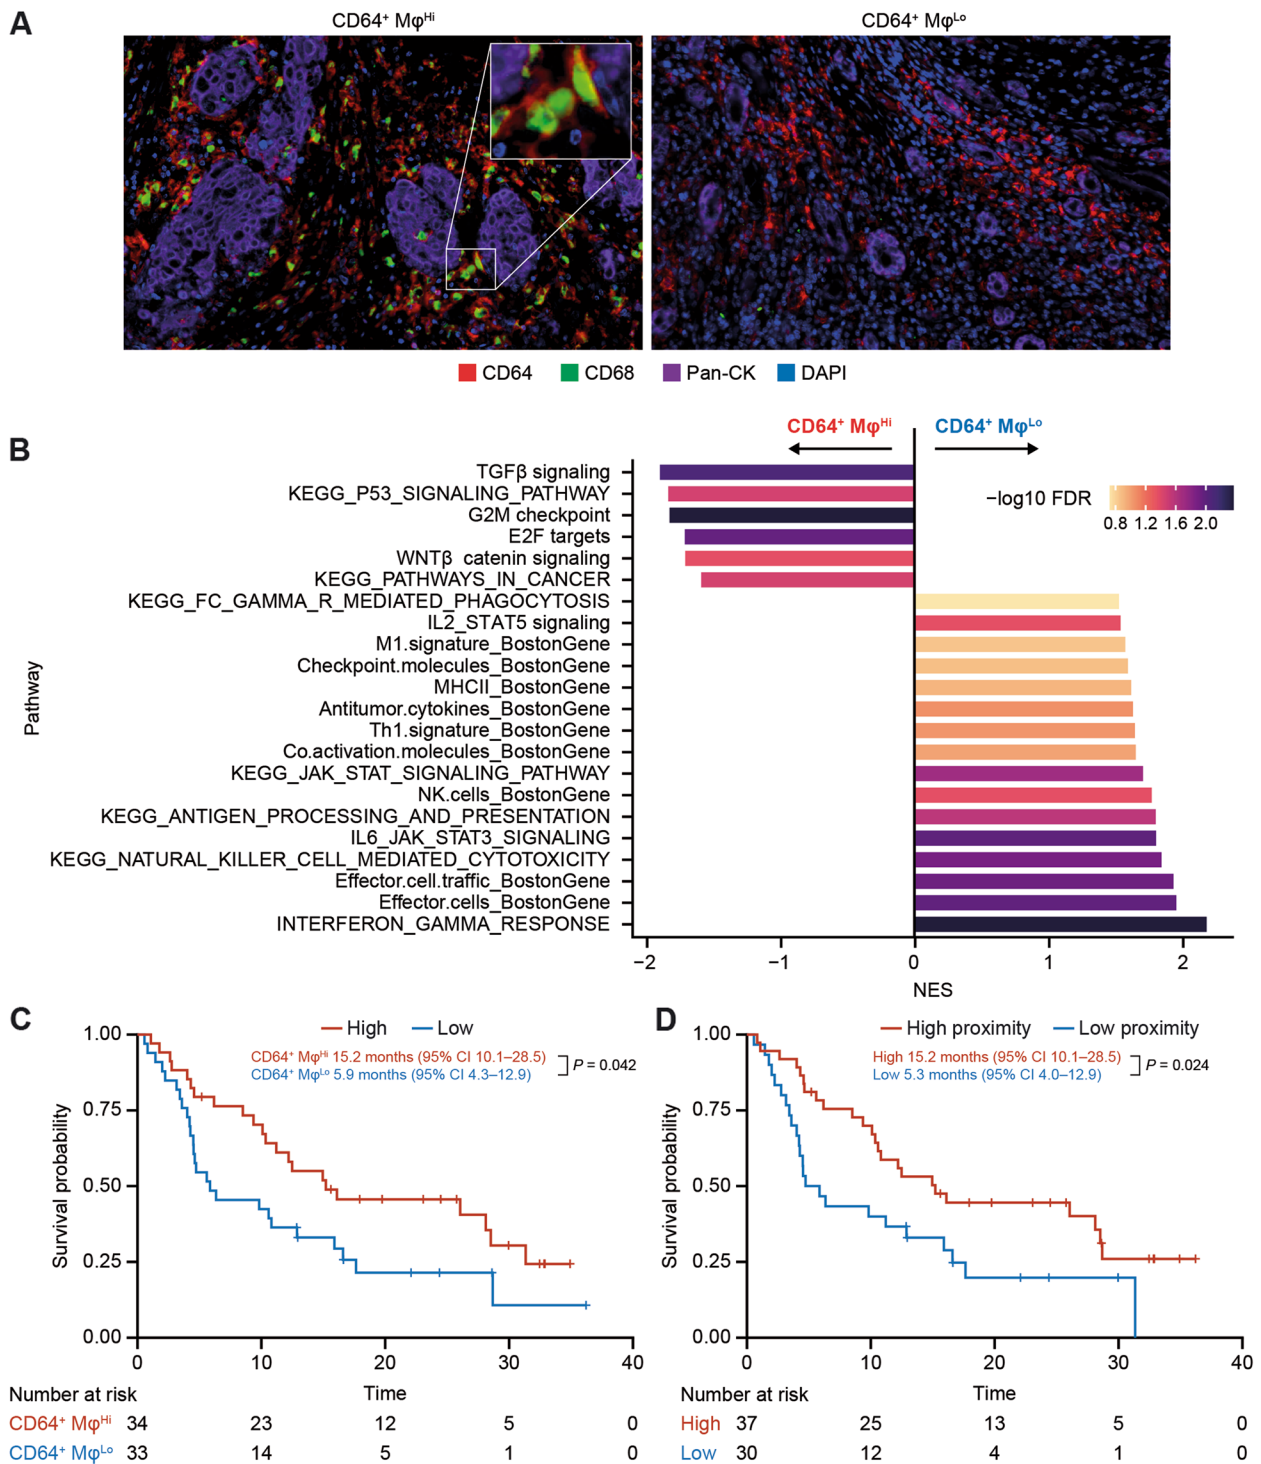 A
CD64⁺ Mφᴴⁱ
CD64⁺ Mφᴸᵒ
CD64 CD68 Pan-CK DAPI
B
CD64⁺ Mφᴴⁱ
CD64⁺ Mφᴸᵒ
−log10 FDR
0.8 1.2 1.6 2.0
Pathway
TGFβ signaling
KEGG_P53_SIGNALING_PATHWAY
G2M checkpoint
E2F targets
WNTβ catenin signaling
KEGG_PATHWAYS_IN_CANCER
KEGG_FC_GAMMA_R_MEDIATED_PHAGOCYTOSIS
IL2_STAT5 signaling
M1.signature_BostonGene
Checkpoint.molecules_BostonGene
MHCII_BostonGene
Antitumor.cytokines_BostonGene
Th1.signature_BostonGene
Co.activation.molecules_BostonGene
KEGG_JAK_STAT_SIGNALING_PATHWAY
NK.cells_BostonGene
KEGG_ANTIGEN_PROCESSING_AND_PRESENTATION
IL6_JAK_STAT3_SIGNALING
KEGG_NATURAL_KILLER_CELL_MEDIATED_CYTOTOXICITY
Effector.cell.traffic_BostonGene
Effector.cells_BostonGene
INTERFERON_GAMMA_RESPONSE
−2 −1 0 1 2
NES
C
High Low
CD64⁺ Mφᴴⁱ 15.2 months (95% CI 10.1–28.5)
CD64⁺ Mφᴸᵒ 5.9 months (95% CI 4.3–12.9)
P = 0.042
Survival probability
1.00
0.75
0.50
0.25
0.00
0 10 20 30 40
Time
Number at risk
CD64⁺ Mφᴴⁱ 34 23 12 5 0
CD64⁺ Mφᴸᵒ 33 14 5 1 0
D
High proximity Low proximity
High 15.2 months (95% CI 10.1–28.5)
Low 5.3 months (95% CI 4.0–12.9)
P = 0.024
Survival probability
1.00
0.75
0.50
0.25
0.00
0 10 20 30 40
Time
Number at risk
High 37 25 13 5 0
Low 30 12 4 1 0